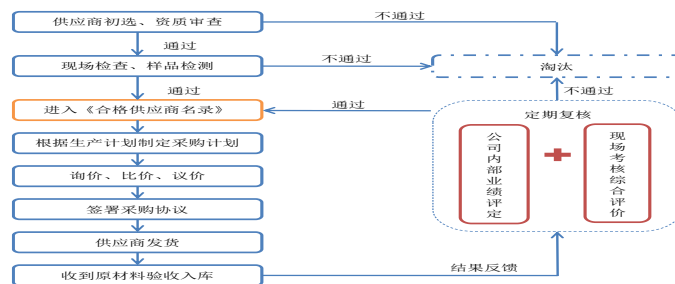 供应商初选、资质审查
不通过
通过
现场检查、样品检测
不通过
淘汰
通过
不通过
进入《合格供应商名录》
通过
定期复核
根据生产计划制定采购计划
公司内部业绩评定
现场考核综合评价
询价、比价、议价
签署采购协议
供应商发货
收到原材料验收入库
结果反馈